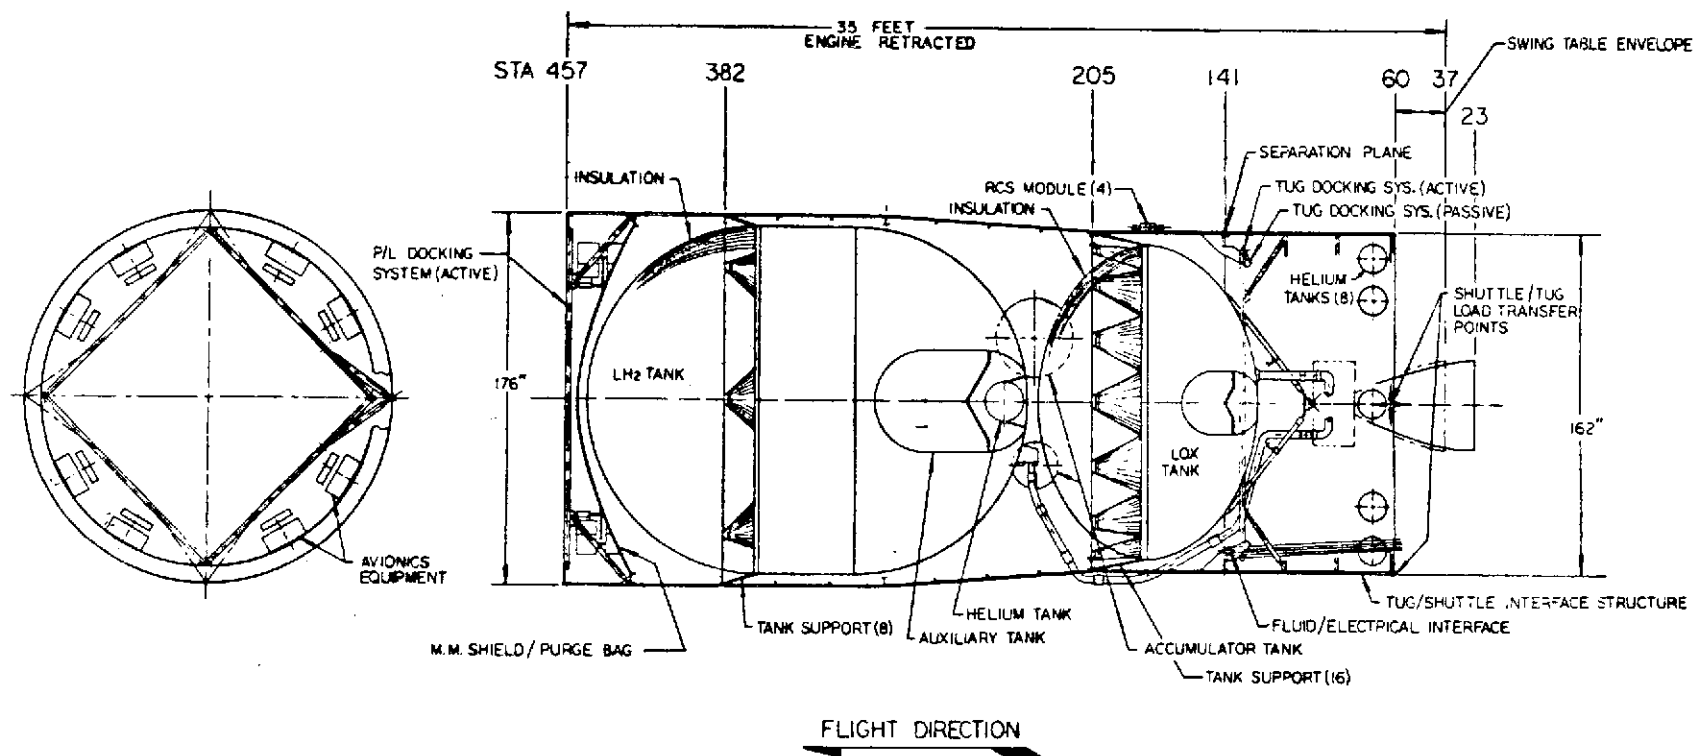 35 FEET
ENGINE RETRACTED
SWING TABLE ENVELOPE
STA 457
382
205
141
60
37
23
SEPARATION PLANE
INSULATION
RCS MODULE (4)
TUG DOCKING SYS. (ACTIVE)
INSULATION
TUG DOCKING SYS. (PASSIVE)
P/L DOCKING
SYSTEM (ACTIVE)
HELIUM
TANKS (8)
SHUTTLE/TUG
LOAD TRANSFER
POINTS
176"
LH2 TANK
LOX
TANK
162"
AVIONICS
EQUIPMENT
TUG/SHUTTLE INTERFACE STRUCTURE
HELIUM TANK
TANK SUPPORT (8)
AUXILIARY TANK
FLUID/ELECTRICAL INTERFACE
M.M. SHIELD/PURGE BAG
ACCUMULATOR TANK
TANK SUPPORT (16)
FLIGHT DIRECTION